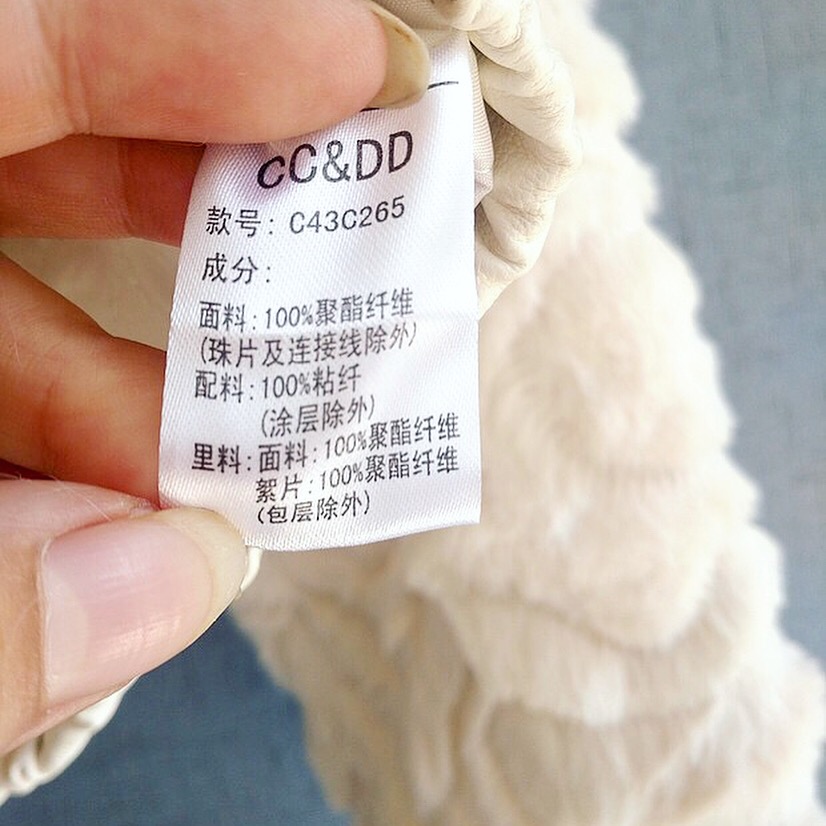 CC&DD
款号: C43C265
成分:
面料:100%聚酯纤维
(珠片及连接线除外)
配料:100%粘纤
(涂层除外)
里料:面料:100%聚酯纤维
絮片:100%聚酯纤维
(包层除外)